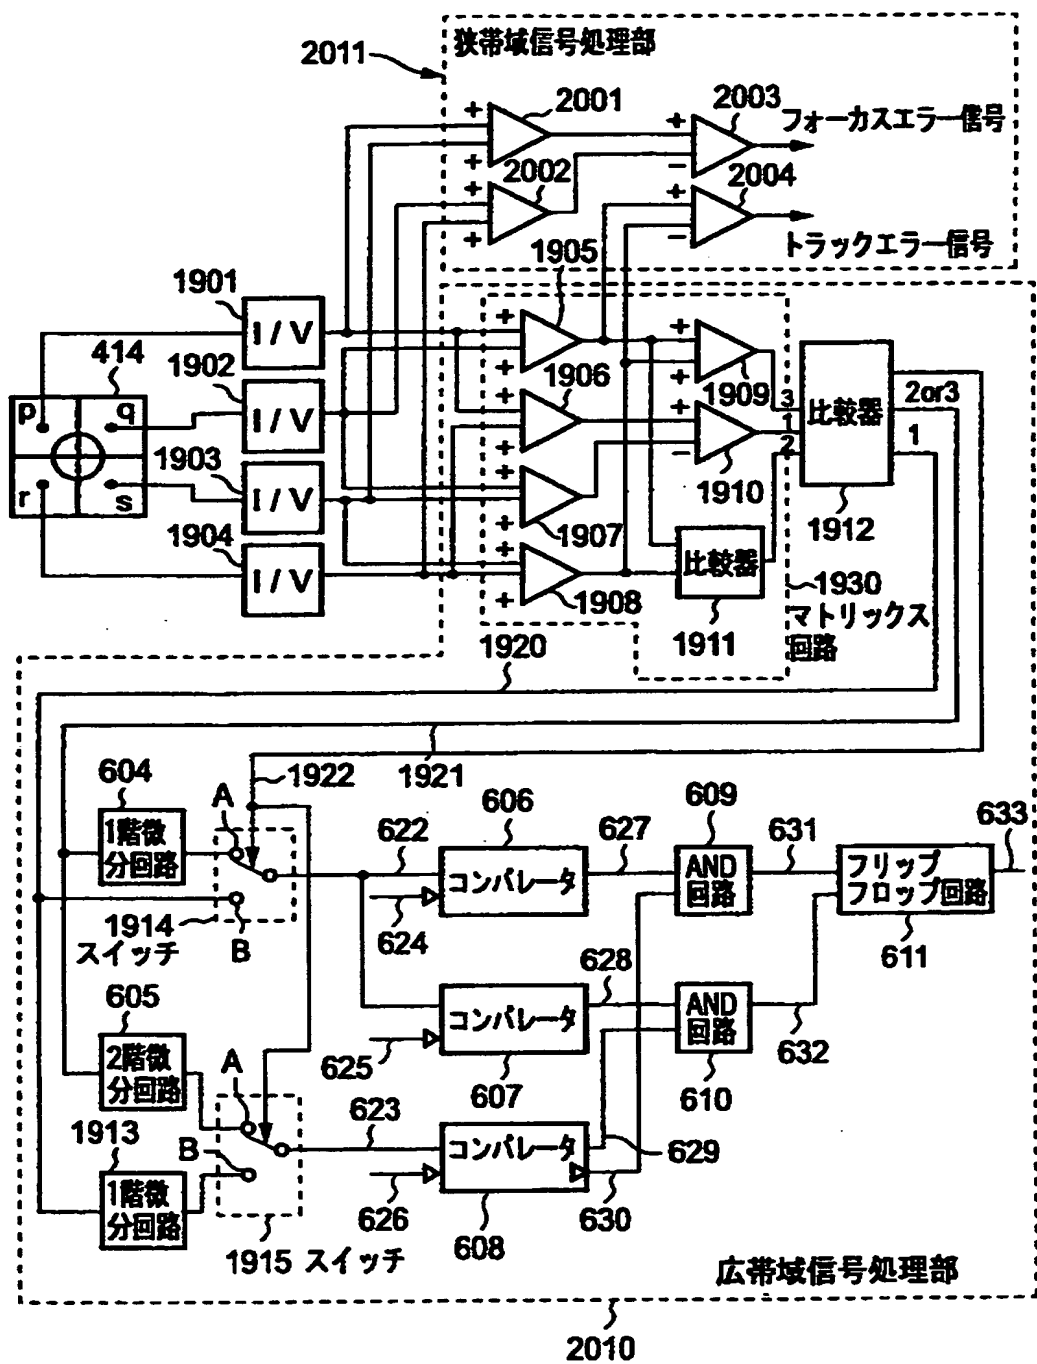 2011
狭帯域信号処理部
+
2001
+
2003
フォーカスエラー信号
+
−
+
2002
+
2004
+
−
トラックエラー信号
1901
I / V
1905
+
+
414
1902
I / V
1906
+
+
+
+
1909
3
1
2
比較器
2or3
1
p
q
r
s
1903
I / V
+
−
1910
1912
+
+
1907
1904
I / V
+
+
1908
比較器
1911
1930
マトリックス
回路
1920
1921
1922
604
1階微
分回路
A
B
1914
スイッチ
622
606
コンパレータ
624
627
609
AND
回路
631
フリップ
フロップ回路
611
633
628
625
コンパレータ
607
AND
回路
610
632
605
2階微
分回路
A
B
623
コンパレータ
626
608
629
630
1913
1階微
分回路
1915 スイッチ
広帯域信号処理部
2010